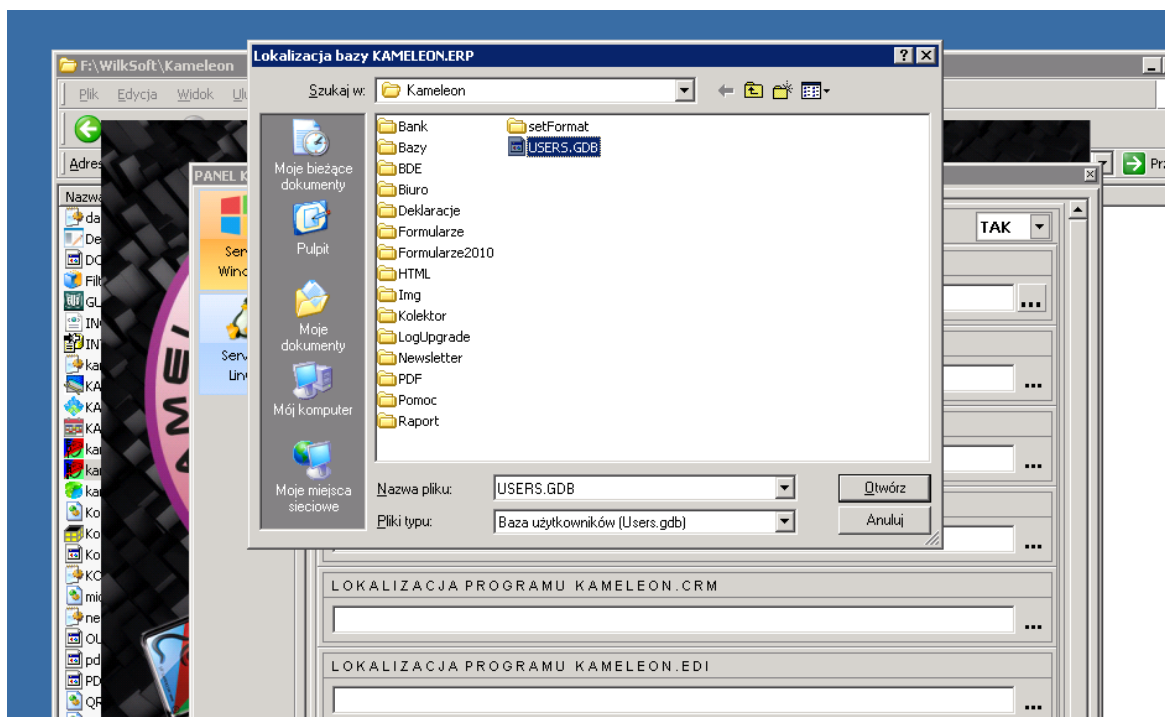 Lokalizacja bazy KAMELEON.ERP
F:\WilkSoft\Kameleon
Plik Edycja Widok
Szukaj w: Kameleon
PANEL
Moje bieżące
dokumenty
Pulpit
Moje
dokumenty
Mój komputer
Moje miejsca
sieciowe
Bank
Bazy
BDE
Biuro
Deklaracje
Formularze
Formularze2010
HTML
Img
Kolektor
LogUpgrade
Newsletter
PDF
Pomoc
Raport
setFormat
USERS.GDB
Nazwa pliku: USERS.GDB
Otwórz
Pliki typu: Baza użytkowników (Users.gdb)
Anuluj
TAK
...
...
...
...
LOKALIZACJA PROGRAMU KAMELEON.CRM
...
LOKALIZACJA PROGRAMU KAMELEON.EDI
...